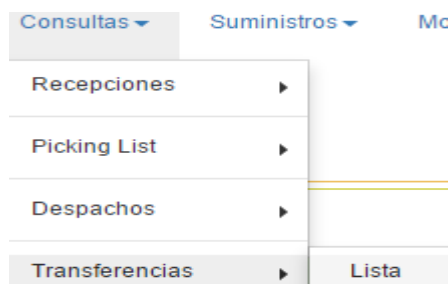 Consultas Suministros
Recepciones
Picking List
Despachos
Transferencias Lista